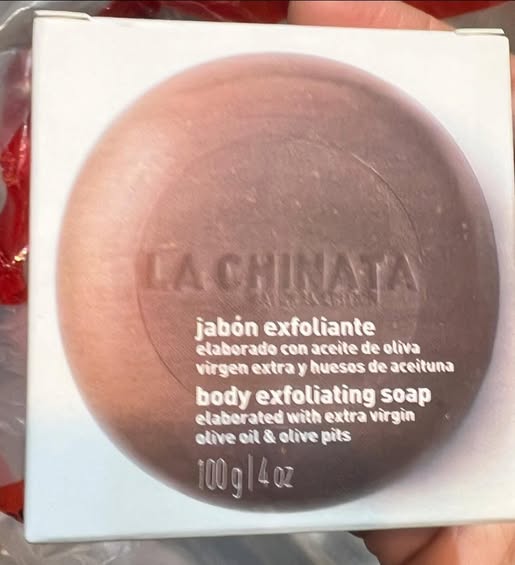 LA CHINATA
jabón exfoliante
elaborado con aceite de oliva
virgen extra y huesos de aceituna
body exfoliating soap
elaborated with extra virgin
olive oil & olive pits
100 g | 4 oz